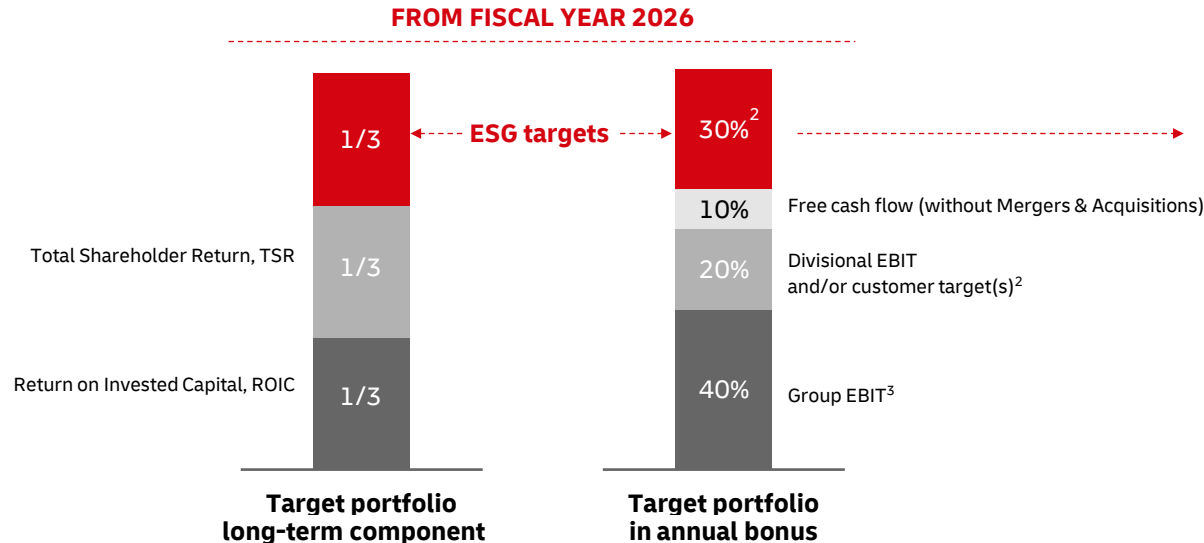 FROM FISCAL YEAR 2026
1/3
ESG targets
30%²
10%
Free cash flow (without Mergers & Acquisitions)
Total Shareholder Return, TSR
1/3
20%
Divisional EBIT
and/or customer target(s)²
Return on Invested Capital, ROIC
1/3
40%
Group EBIT³
Target portfolio
long-term component
Target portfolio
in annual bonus